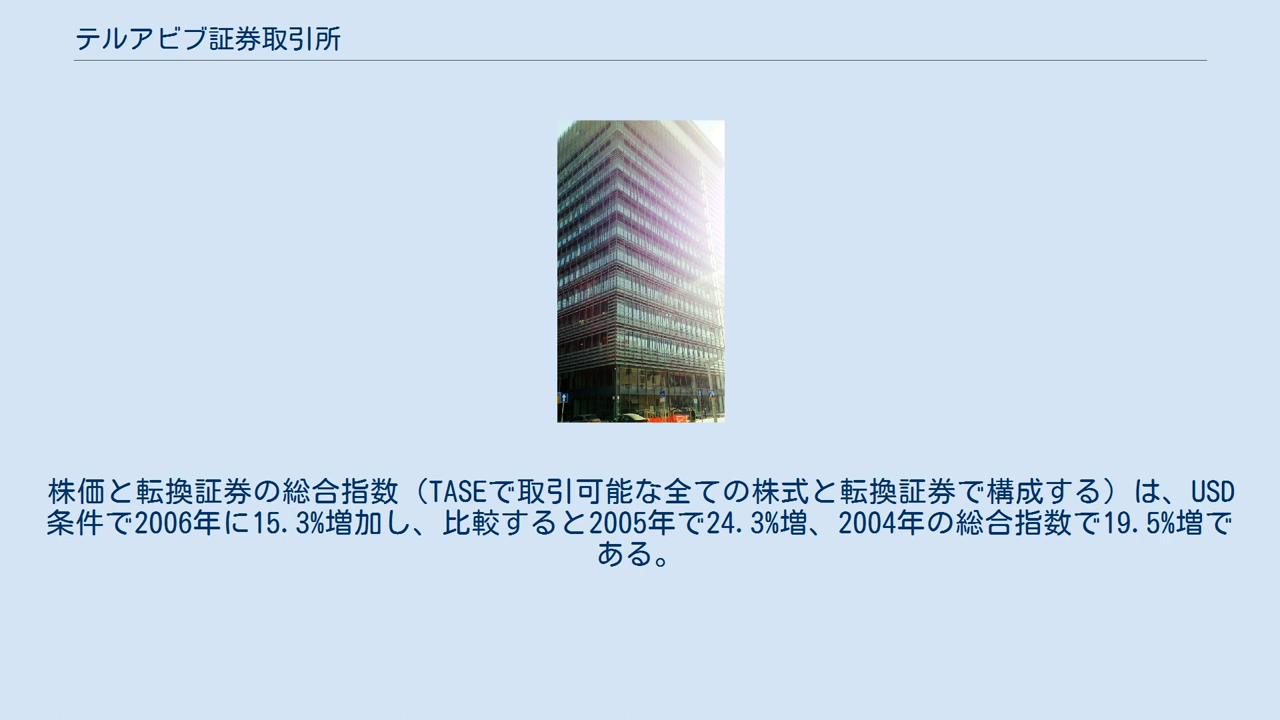 テルアビブ証券取引所
株価と転換証券の総合指数（TASEで取引可能な全ての株式と転換証券で構成する）は、USD
条件で2006年に15.3%増加し、比較すると2005年で24.3%増、2004年の総合指数で19.5%増で
ある。